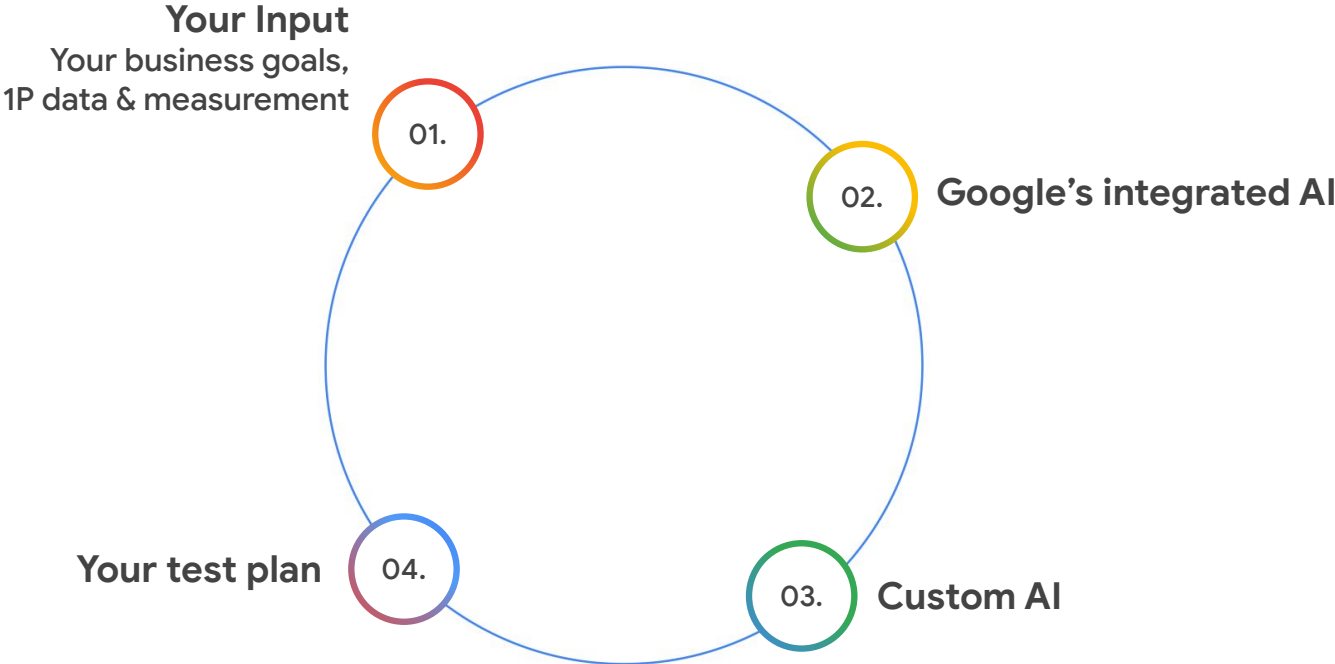 Your Input
Your business goals,
1P data & measurement
01.
02.
Google’s integrated AI
03.
Custom AI
04.
Your test plan